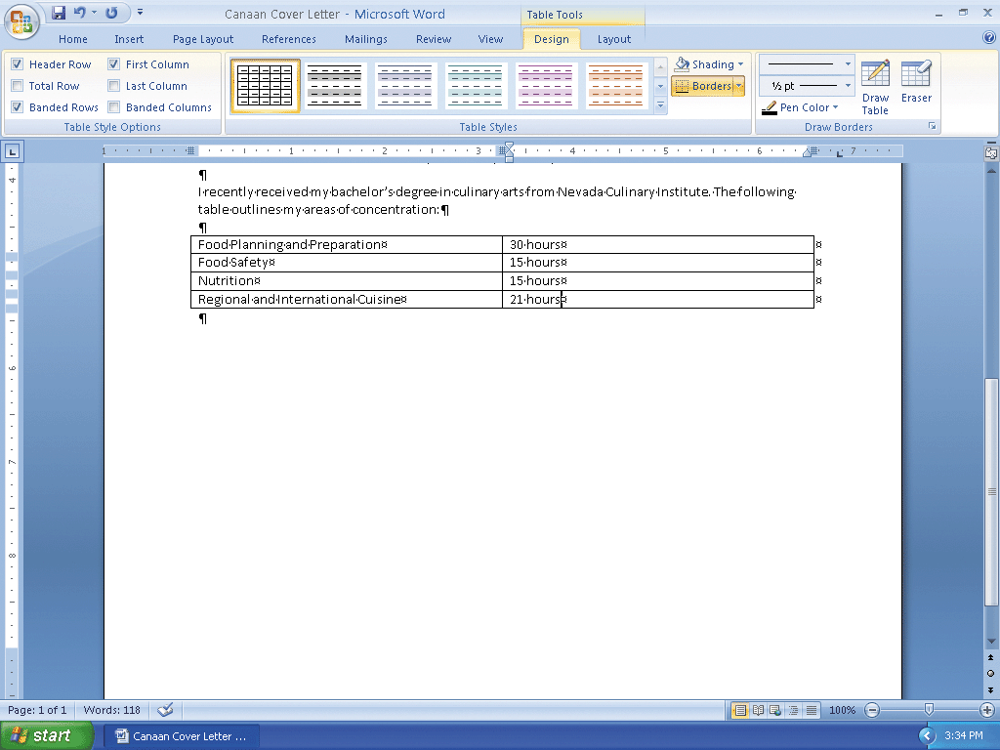 Canaan Cover Letter - Microsoft Word
Table Tools
Home Insert Page Layout References Mailings Review View Design Layout
Header Row First Column Shading ½ pt
Total Row Last Column Borders
Banded Rows Banded Columns Pen Color Draw Table Eraser
Table Style Options Table Styles Draw Borders
1 1 2 3 4 5 6 7
4
6
7
8
¶
I·recently·received·my·bachelor's·degree·in·culinary·arts·from·Nevada·Culinary·Institute.·The·following·
table·outlines·my·areas·of·concentration:¶
¶
Food·Planning·and·Preparation¤ 30·hours¤ ¤
Food·Safety¤ 15·hours¤ ¤
Nutrition¤ 15·hours¤ ¤
Regional·and·International·Cuisine¤ 21·hours¤ ¤
¶
Page: 1 of 1 Words: 118 100%
start Canaan Cover Letter ... 3:34 PM